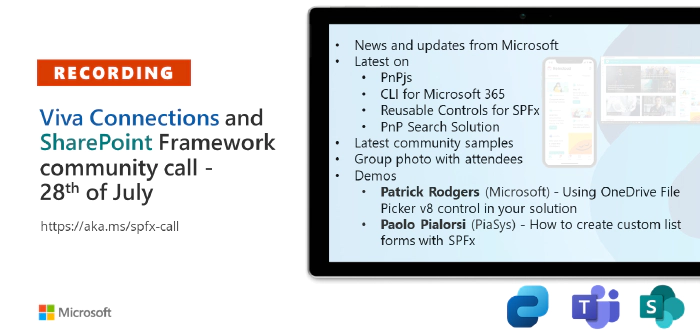 RECORDING
Viva Connections and
SharePoint Framework
community call -
28th of July
https://aka.ms/spfx-call
Microsoft
• News and updates from Microsoft
• Latest on
• PnPjs
• CLI for Microsoft 365
• Reusable Controls for SPFx
• PnP Search Solution
• Latest community samples
• Group photo with attendees
• Demos
• Patrick Rodgers (Microsoft) - Using OneDrive File
Picker v8 control in your solution
• Paolo Pialorsi (PiaSys) - How to create custom list
forms with SPFx
T
S